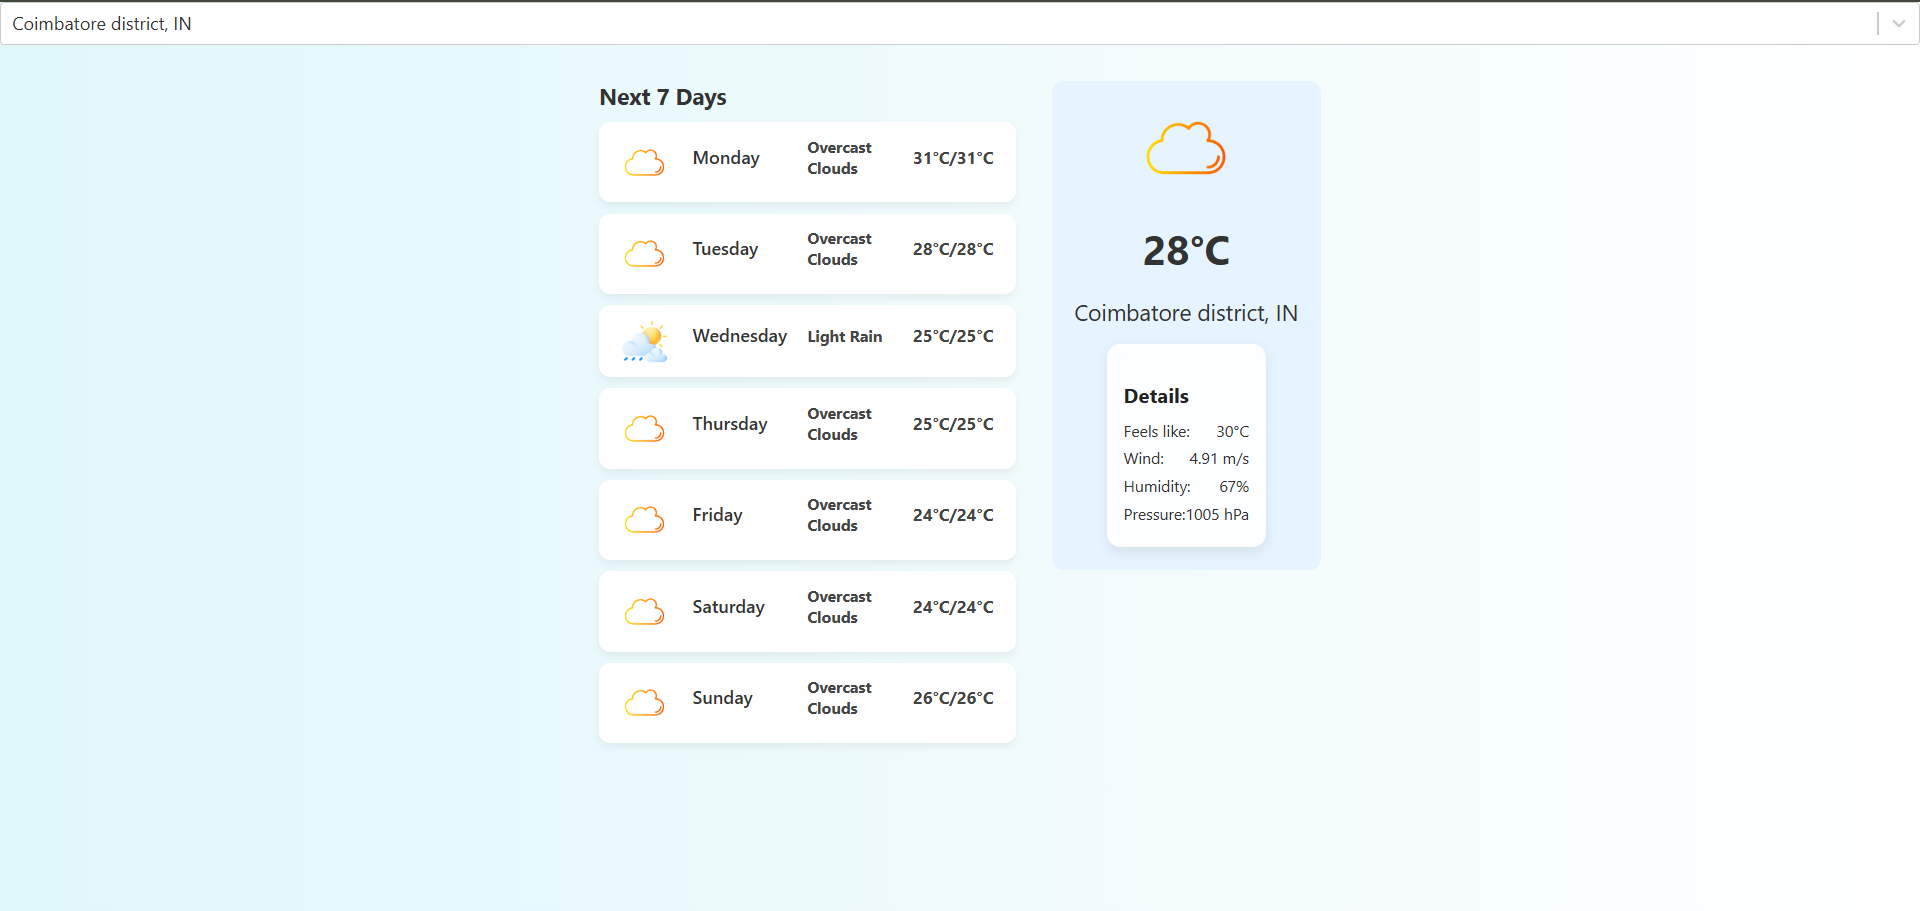 Coimbatore district, IN
Next 7 Days
Monday
Overcast
Clouds
31°C/31°C
Tuesday
Overcast
Clouds
28°C/28°C
Wednesday
Light Rain
25°C/25°C
Thursday
Overcast
Clouds
25°C/25°C
Friday
Overcast
Clouds
24°C/24°C
Saturday
Overcast
Clouds
24°C/24°C
Sunday
Overcast
Clouds
26°C/26°C
28°C
Coimbatore district, IN
Details
Feels like: 30°C
Wind: 4.91 m/s
Humidity: 67%
Pressure:1005 hPa